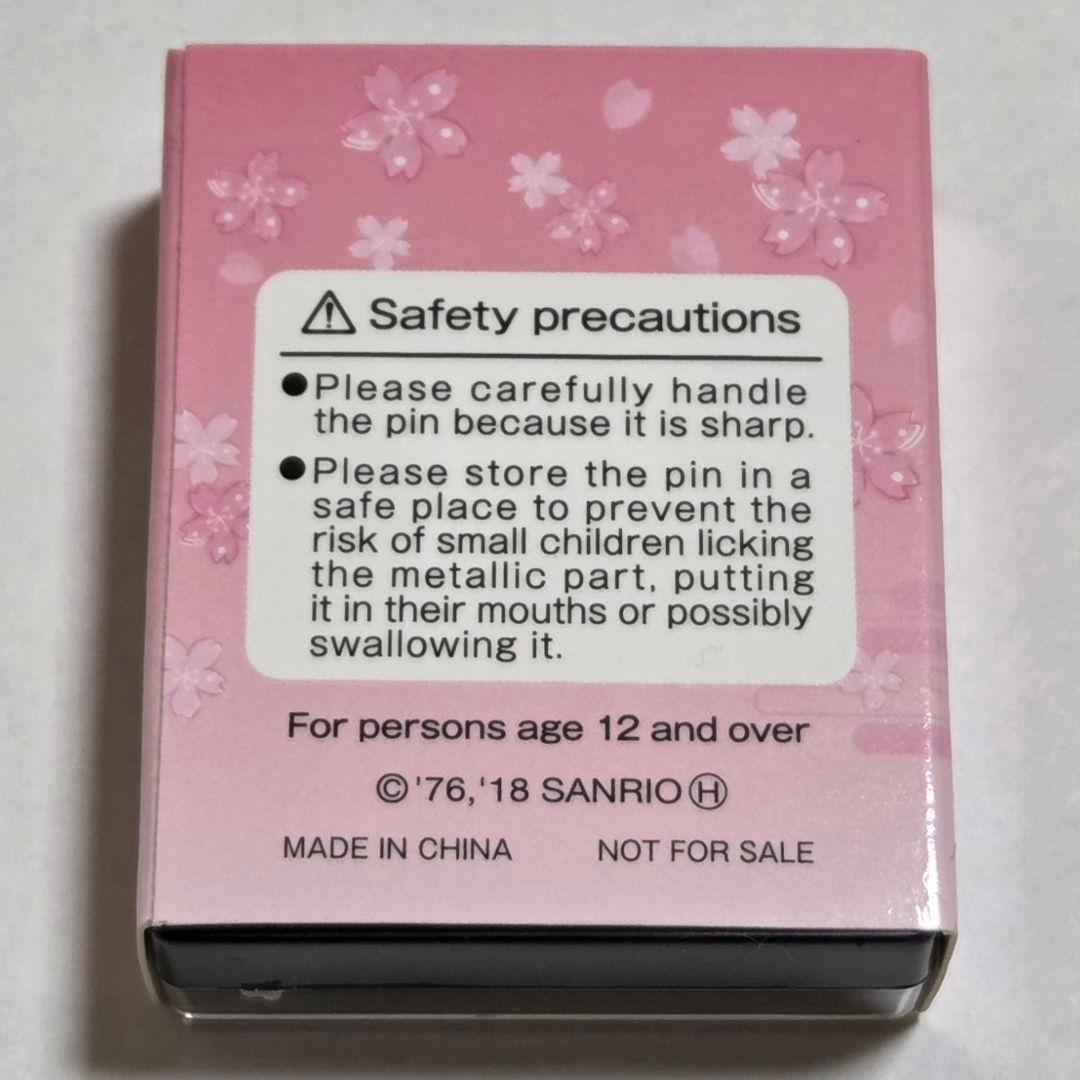 ⚠ Safety precautions
●Please carefully handle
the pin because it is sharp.
●Please store the pin in a
safe place to prevent the
risk of small children licking
the metallic part, putting
it in their mouths or possibly
swallowing it.
For persons age 12 and over
©'76,'18 SANRIO Ⓗ
MADE IN CHINA NOT FOR SALE